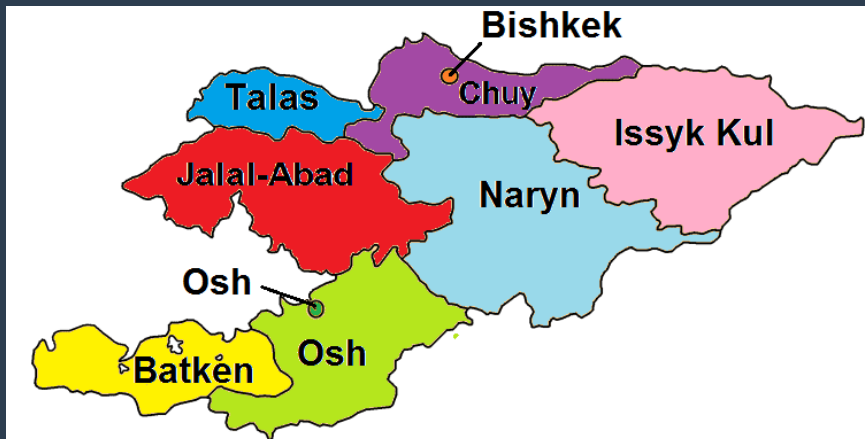 Bishkek
Talas
Chuy
Issyk Kul
Jalal-Abad
Naryn
Osh
Osh
Batken